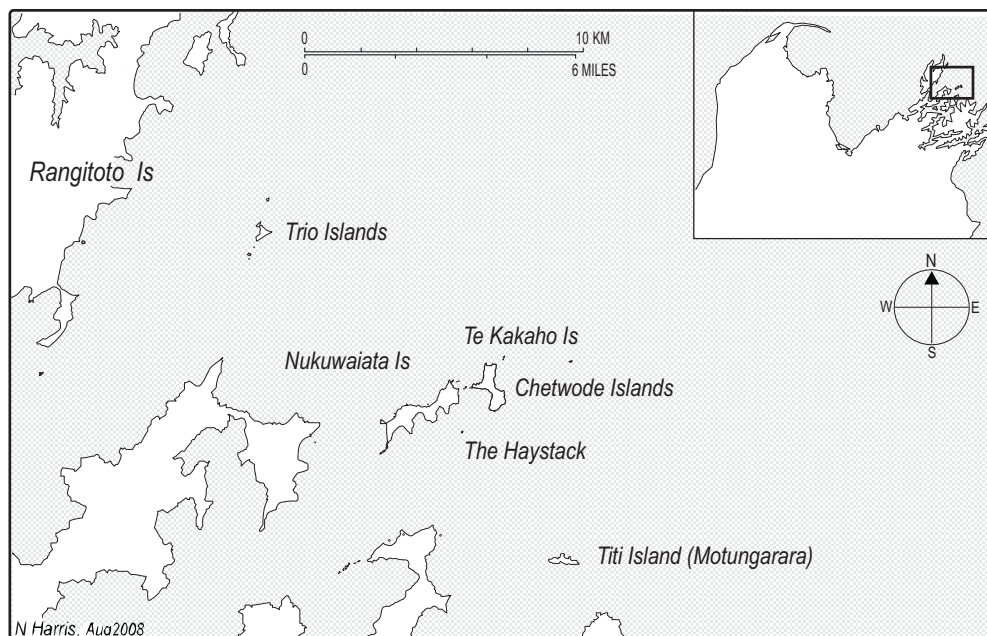 0 10 KM
0 6 MILES
Rangitoto Is
Trio Islands
N
W E
S
Te Kakaho Is
Nukuwaiata Is
Chetwode Islands
The Haystack
Titi Island (Motungarara)
N Harris, Aug2008